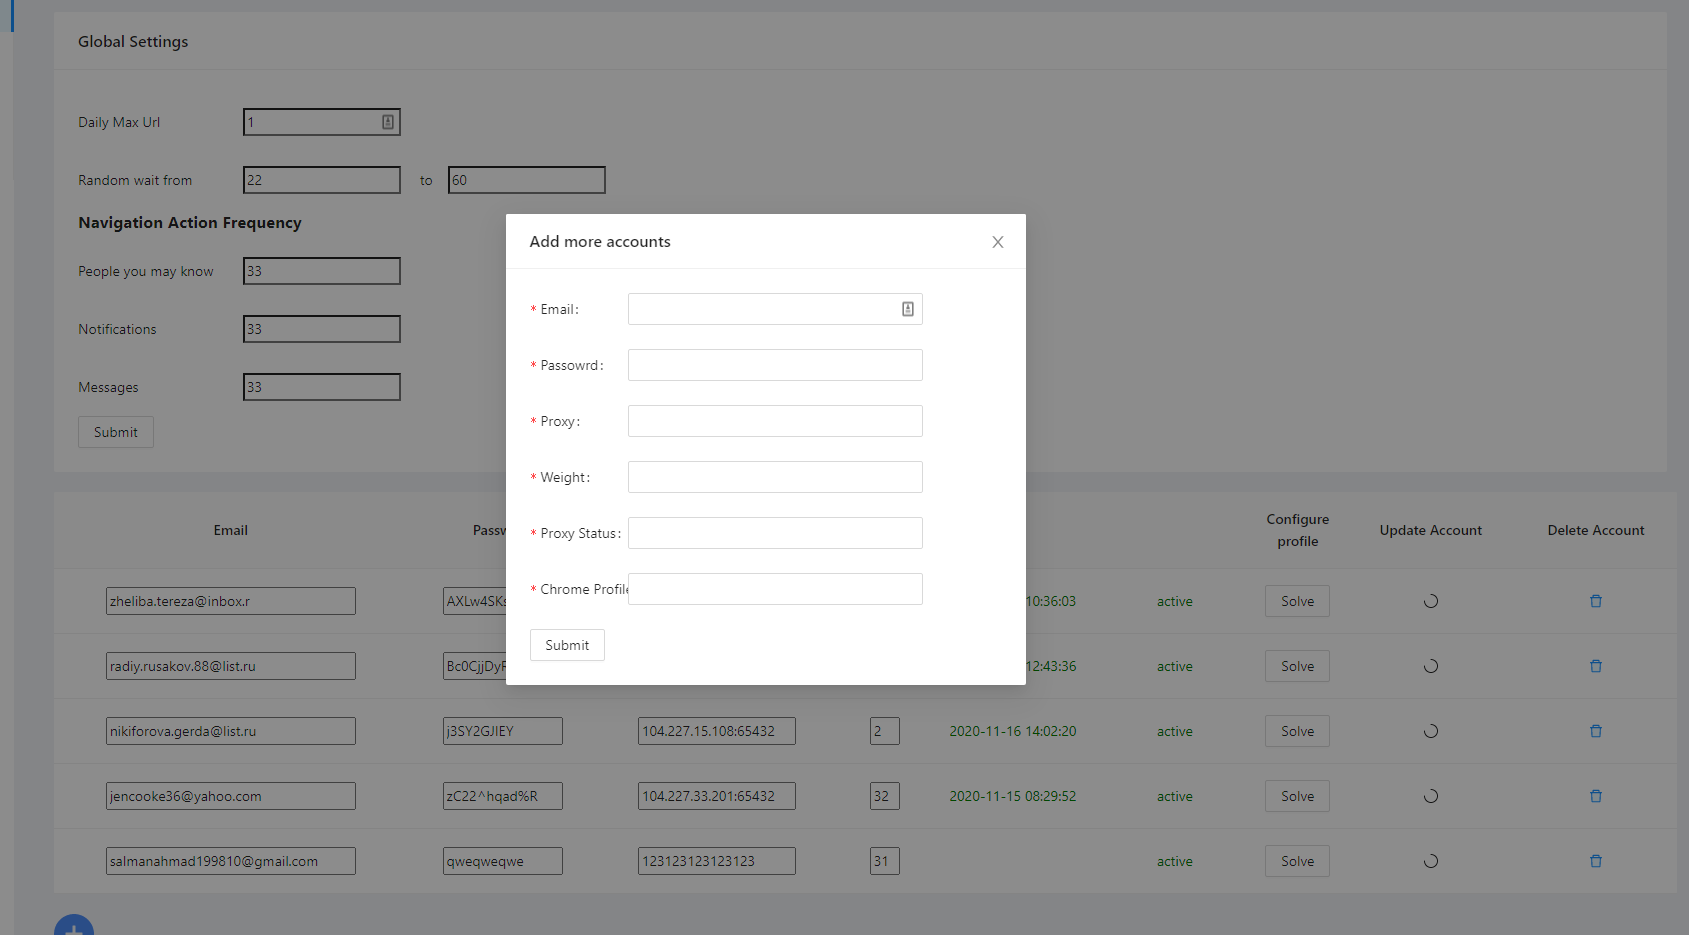 Global Settings
Daily Max Url 1
Random wait from 22 to 60
Navigation Action Frequency
People you may know 33
Notifications 33
Messages 33
Submit
Add more accounts
* Email:
* Passowrd:
* Proxy:
* Weight:
* Proxy Status:
* Chrome Profile
Submit
Email Configure profile Update Account Delete Account
zheliba.tereza@inbox.r 10:36:03 active Solve
radiy.rusakov.88@list.ru 12:43:36 active Solve
nikiforova.gerda@list.ru j3SY2GJIEY 104.227.15.108:65432 2 2020-11-16 14:02:20 active Solve
jencooke36@yahoo.com zC22^hqad%R 104.227.33.201:65432 32 2020-11-15 08:29:52 active Solve
salmanahmad199810@gmail.com qweqweqwe 123123123123123 31 active Solve